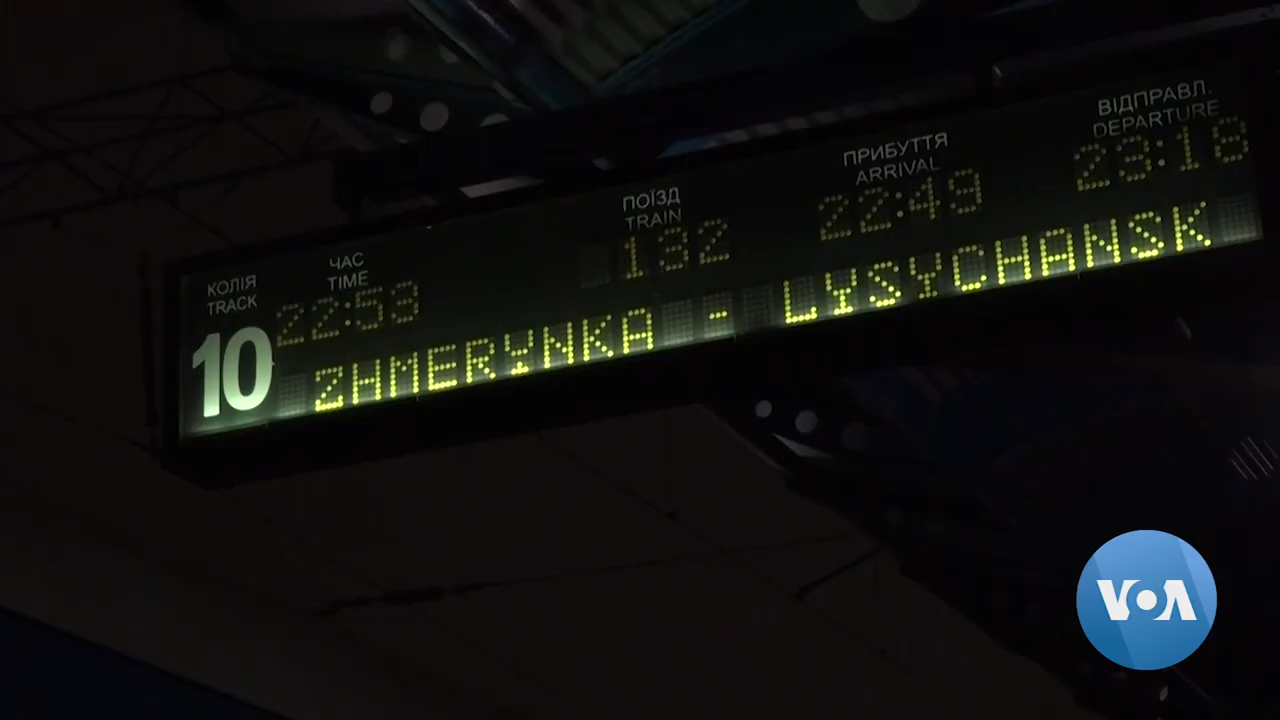 КОЛІЯ
TRACK
10
ЧАС
TIME
22:53
ПОЇЗД
TRAIN
132
ПРИБУТТЯ
ARRIVAL
22:49
ВІДПРАВЛ.
DEPARTURE
23:18
ZHMERYNKA - LYSYCHANSK
VOA